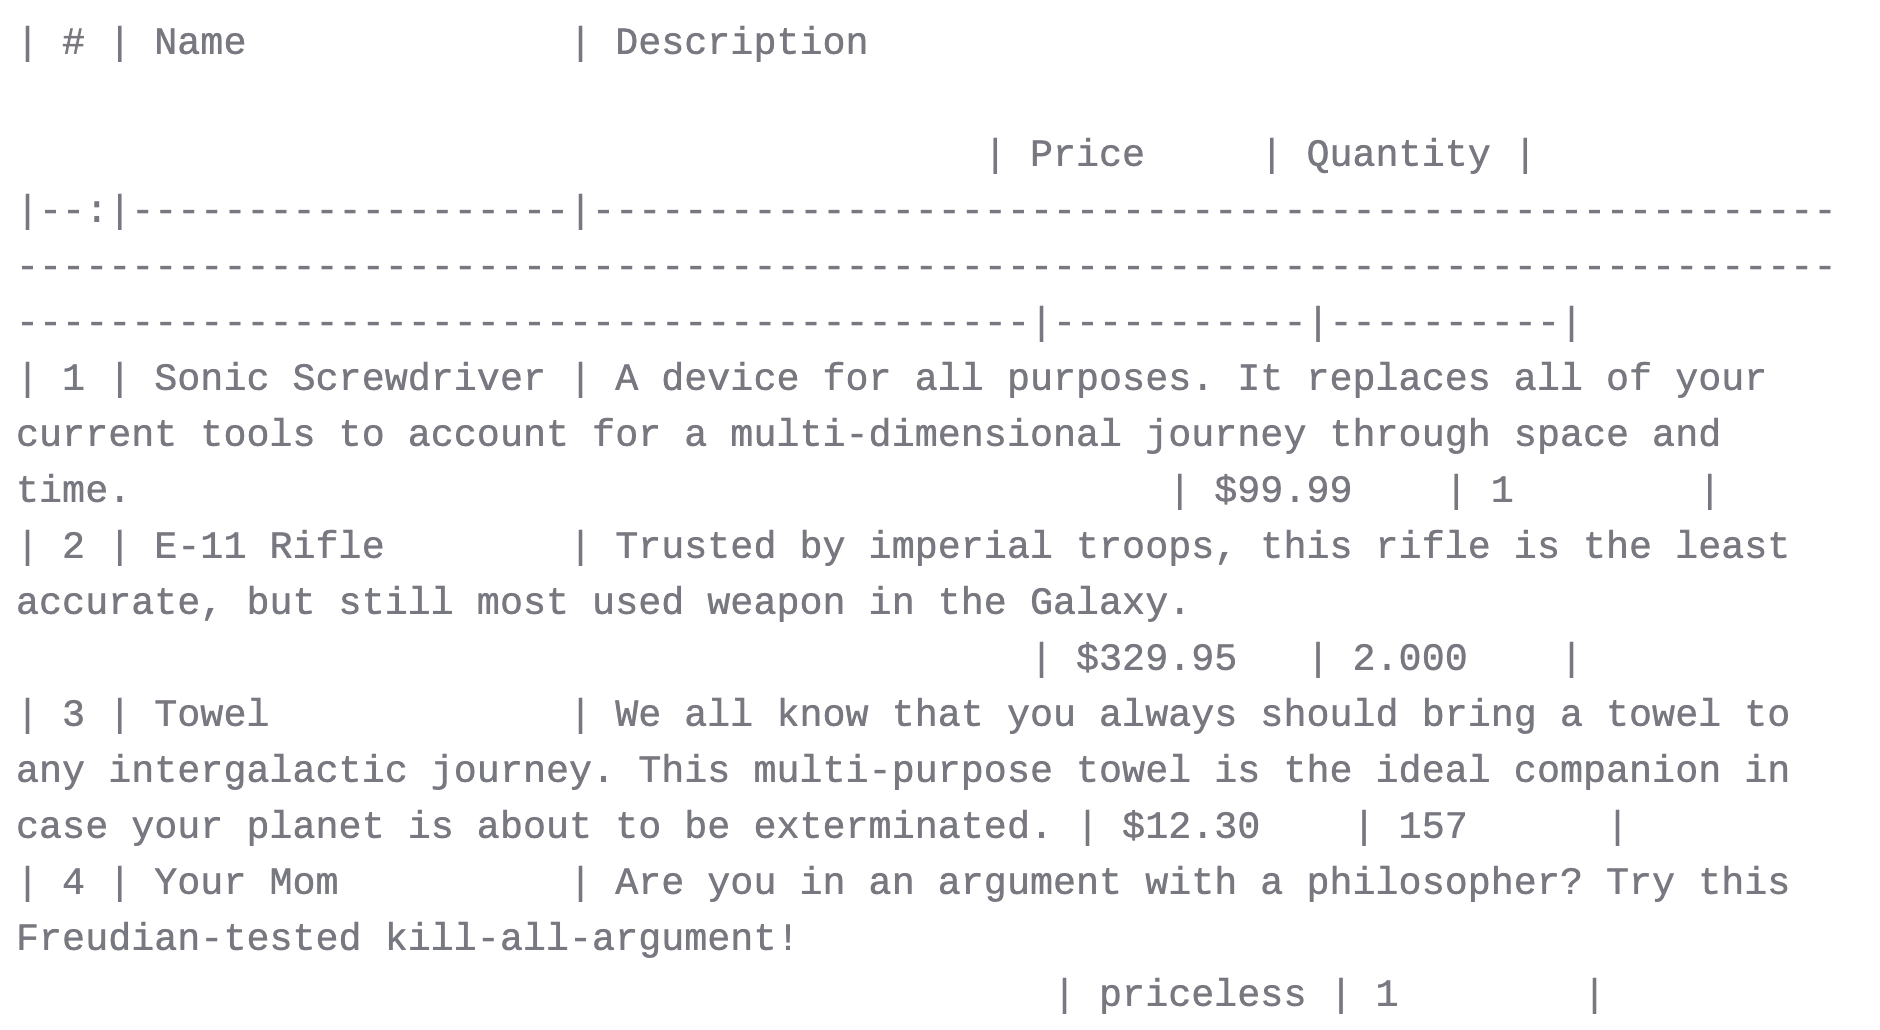 | # | Name              | Description
| Price     | Quantity |
|--:|-------------------|------------------------------------------------------
-------------------------------------------------------------------------------
--------------------------------------------|-----------|----------|
| 1 | Sonic Screwdriver | A device for all purposes. It replaces all of your
current tools to account for a multi-dimensional journey through space and
time.                                             | $99.99    | 1        |
| 2 | E-11 Rifle        | Trusted by imperial troops, this rifle is the least
accurate, but still most used weapon in the Galaxy.
| $329.95   | 2.000    |
| 3 | Towel             | We all know that you always should bring a towel to
any intergalactic journey. This multi-purpose towel is the ideal companion in
case your planet is about to be exterminated. | $12.30    | 157      |
| 4 | Your Mom          | Are you in an argument with a philosopher? Try this
Freudian-tested kill-all-argument!
| priceless | 1        |